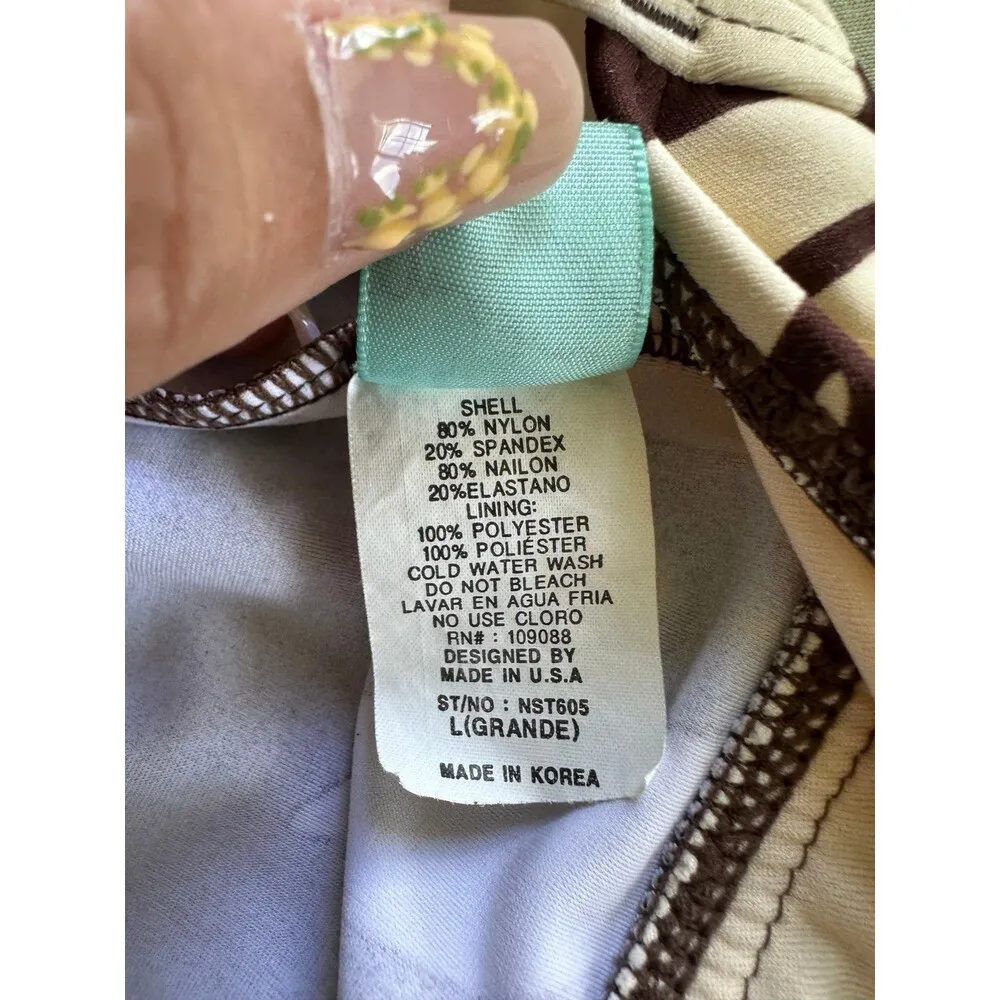 SHELL
80% NYLON
20% SPANDEX
80% NAILON
20%ELASTANO
LINING:
100% POLYESTER
100% POLIÉSTER
COLD WATER WASH
DO NOT BLEACH
LAVAR EN AGUA FRIA
NO USE CLORO
RN# : 109088
DESIGNED BY
MADE IN U.S.A
ST/NO : NST605
L(GRANDE)
MADE IN KOREA